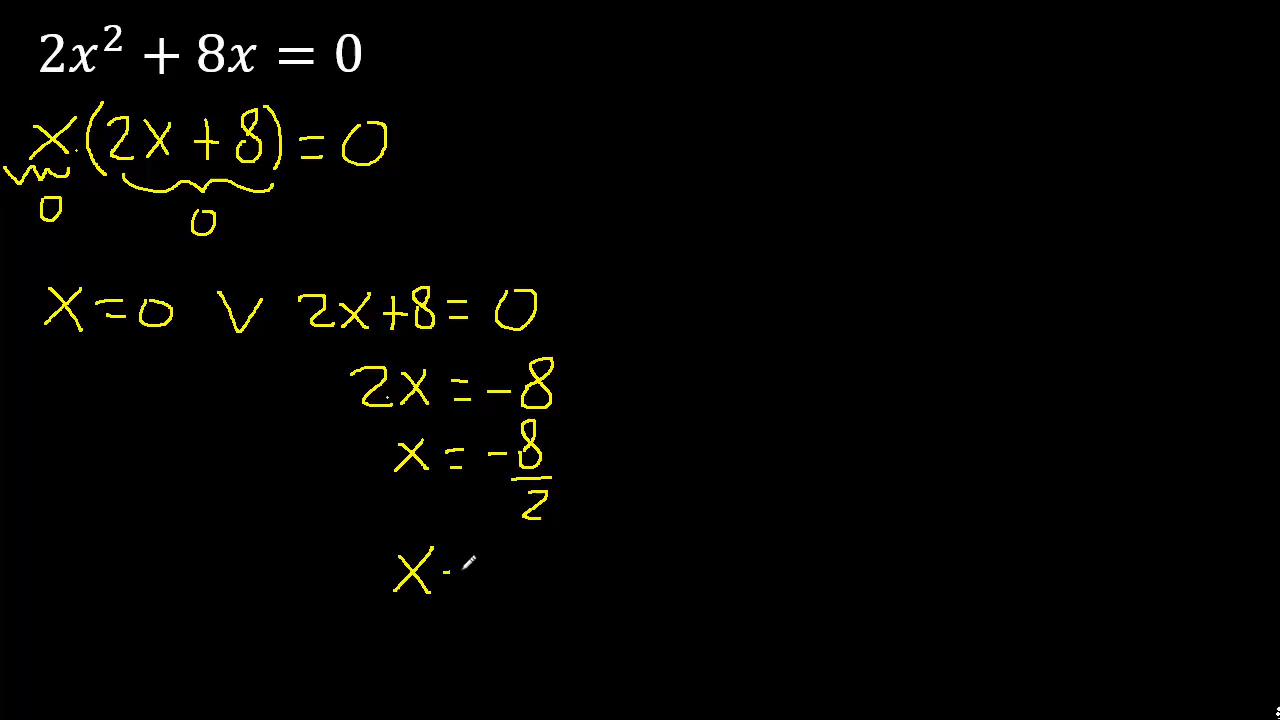 2x² + 8x = 0
x·(2x + 8) = 0
0 0
x = 0 ∨ 2x+8 = 0
2x = -8
x = -8/2
x -